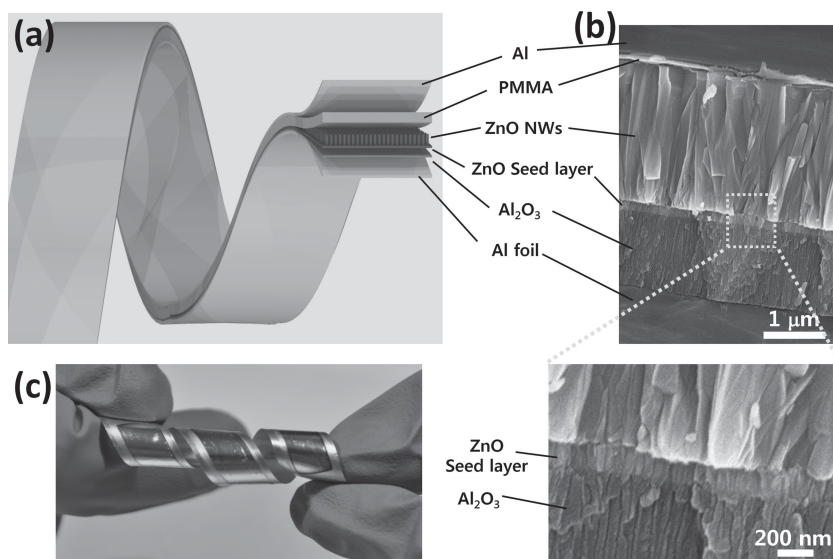 (a)
(b)
Al
PMMA
ZnO NWs
ZnO Seed layer
Al₂O₃
Al foil
1 μm
(c)
ZnO
Seed layer
Al₂O₃
200 nm